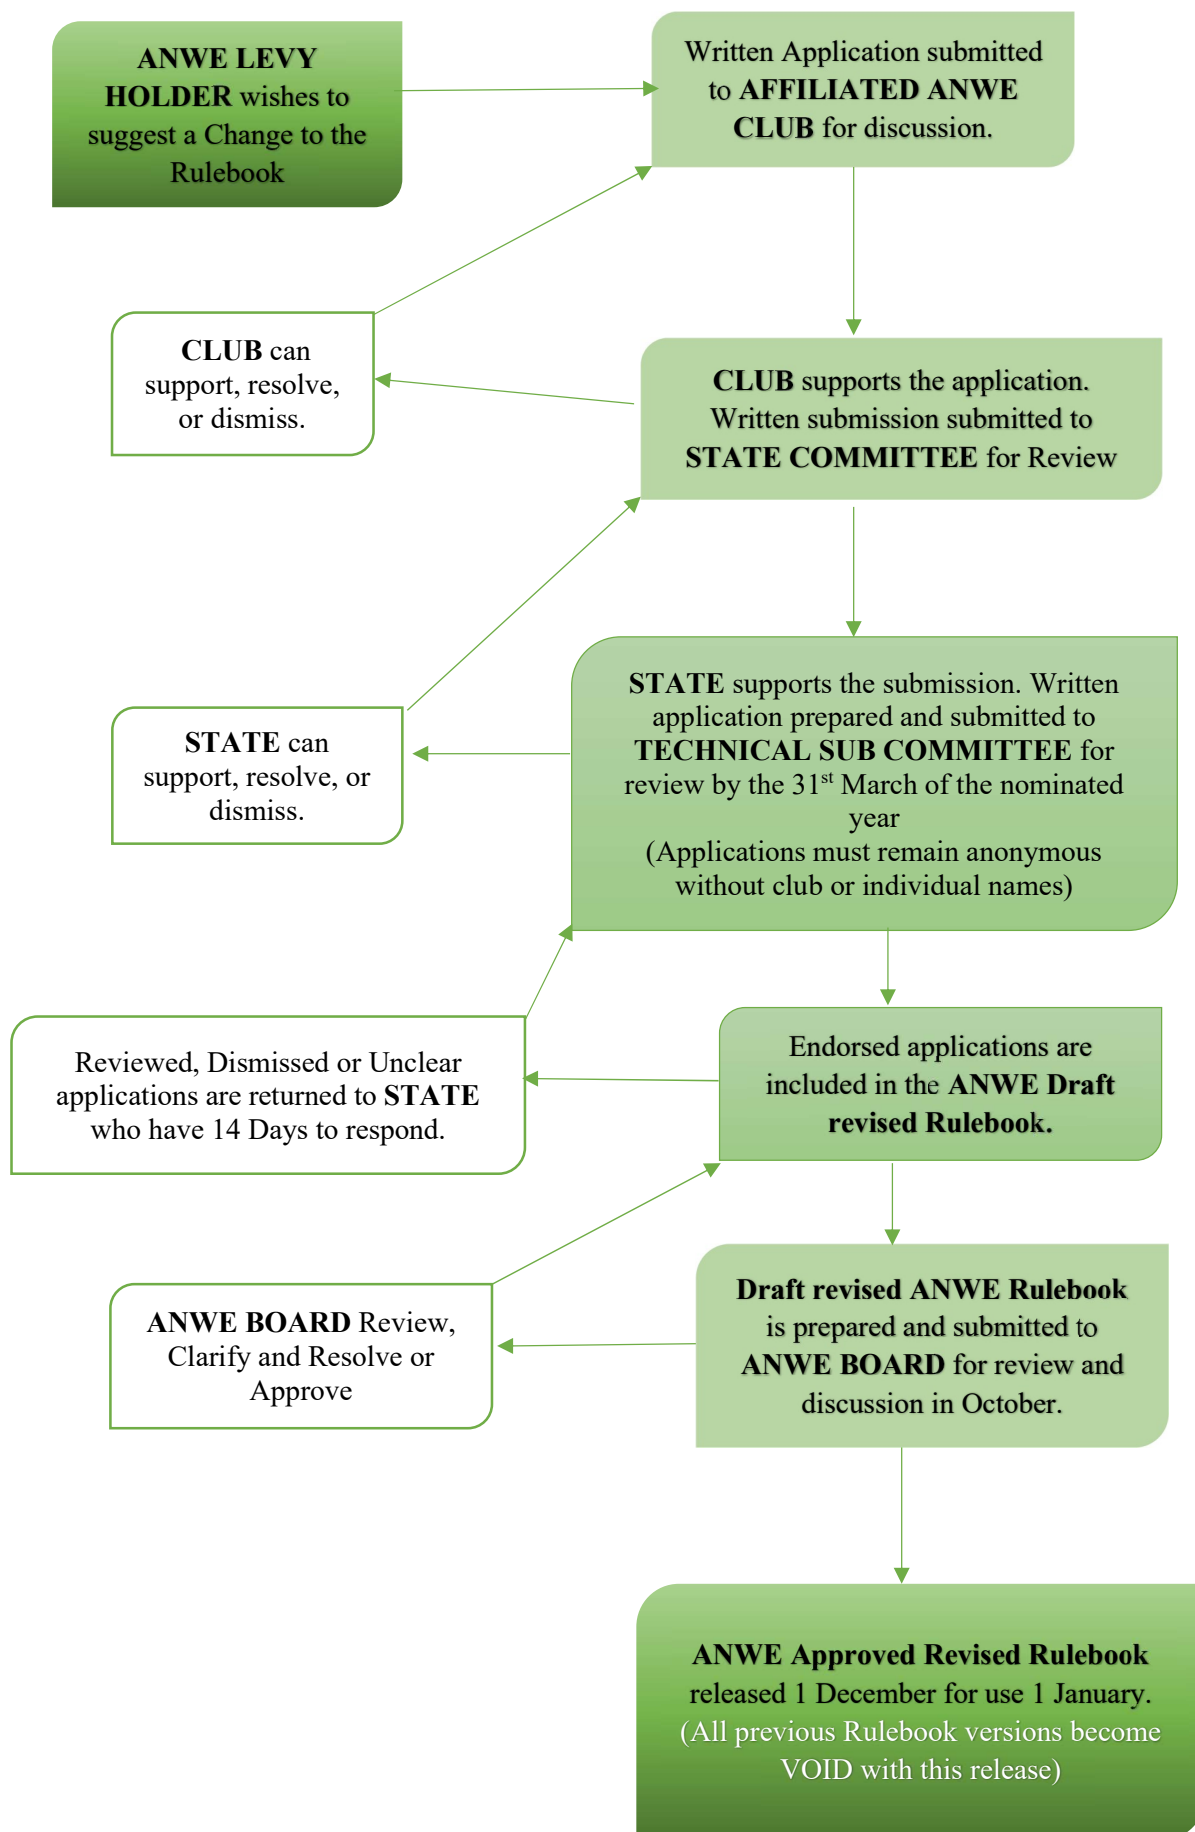 ANWE LEVY
HOLDER wishes to
suggest a Change to the
Rulebook
Written Application submitted
to AFFILIATED ANWE
CLUB for discussion.
CLUB can
support, resolve,
or dismiss.
CLUB supports the application.
Written submission submitted to
STATE COMMITTEE for Review
STATE can
support, resolve, or
dismiss.
STATE supports the submission. Written
application prepared and submitted to
TECHNICAL SUB COMMITTEE for
review by the 31st March of the nominated
year
(Applications must remain anonymous
without club or individual names)
Reviewed, Dismissed or Unclear
applications are returned to STATE
who have 14 Days to respond.
Endorsed applications are
included in the ANWE Draft
revised Rulebook.
ANWE BOARD Review,
Clarify and Resolve or
Approve
Draft revised ANWE Rulebook
is prepared and submitted to
ANWE BOARD for review and
discussion in October.
ANWE Approved Revised Rulebook
released 1 December for use 1 January.
(All previous Rulebook versions become
VOID with this release)